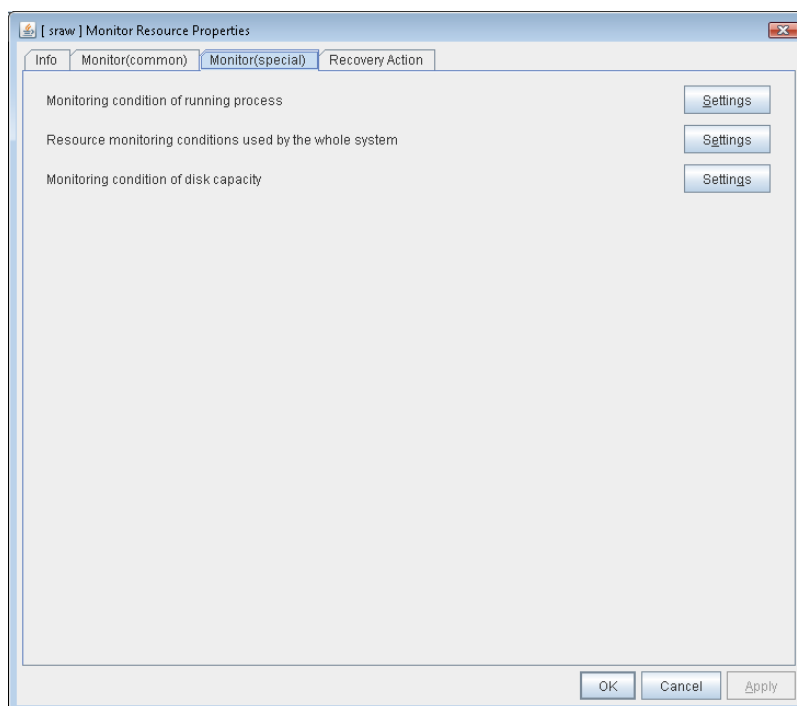 [ sraw ] Monitor Resource Properties
Info Monitor(common) Monitor(special) Recovery Action
Monitoring condition of running process Settings
Resource monitoring conditions used by the whole system Settings
Monitoring condition of disk capacity Settings
OK Cancel Apply